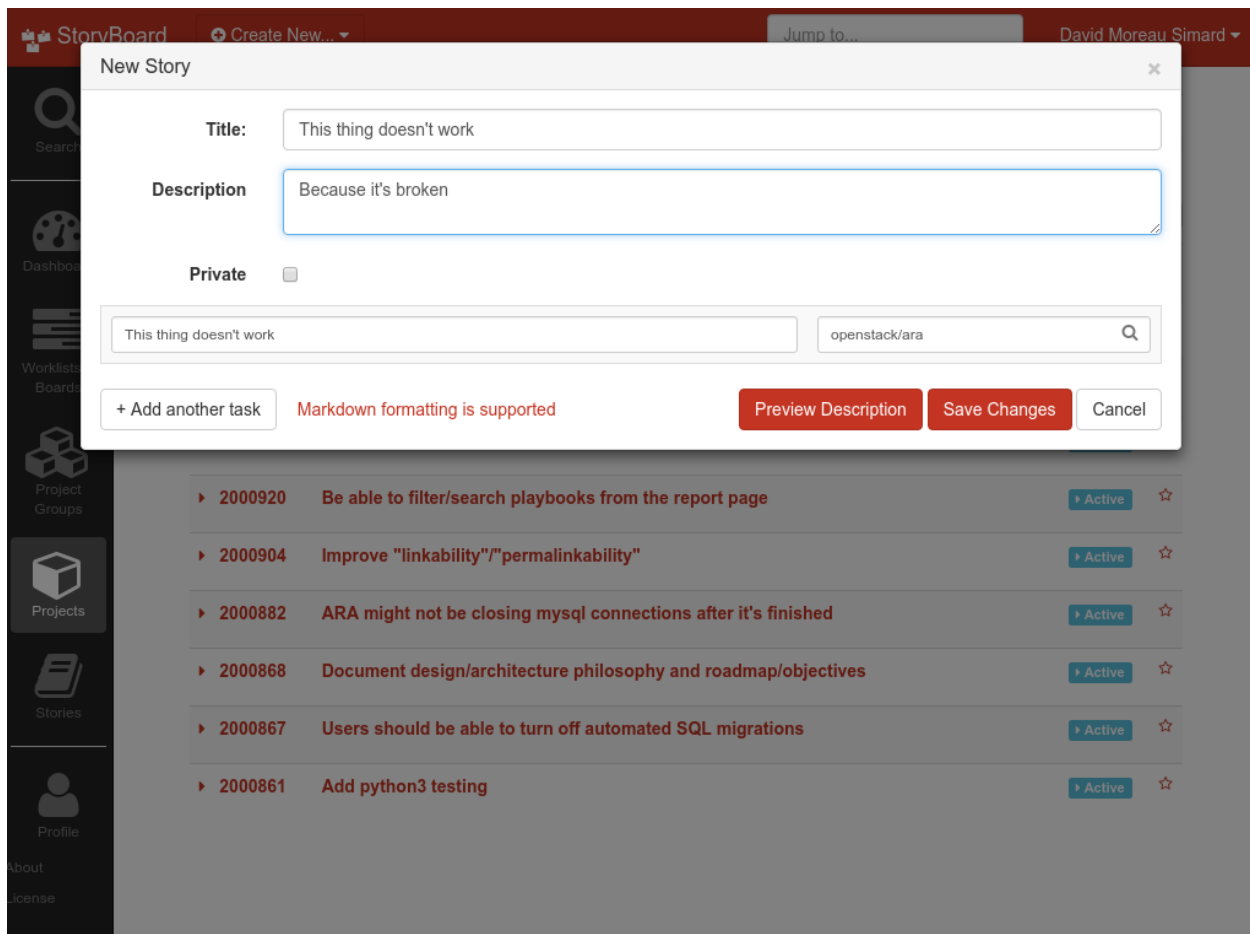 StoryBoard
Create New...
Jump to...
David Moreau Simard
New Story
×
Title:
This thing doesn't work
Description
Because it's broken
Private
This thing doesn't work
openstack/ara
+ Add another task
Markdown formatting is supported
Preview Description
Save Changes
Cancel
Search
Worklists
Boards
Project
Groups
Projects
Stories
Profile
About
License
2000920 Be able to filter/search playbooks from the report page Active
2000904 Improve "linkability"/"permalinkability" Active
2000882 ARA might not be closing mysql connections after it's finished Active
2000868 Document design/architecture philosophy and roadmap/objectives Active
2000867 Users should be able to turn off automated SQL migrations Active
2000861 Add python3 testing Active